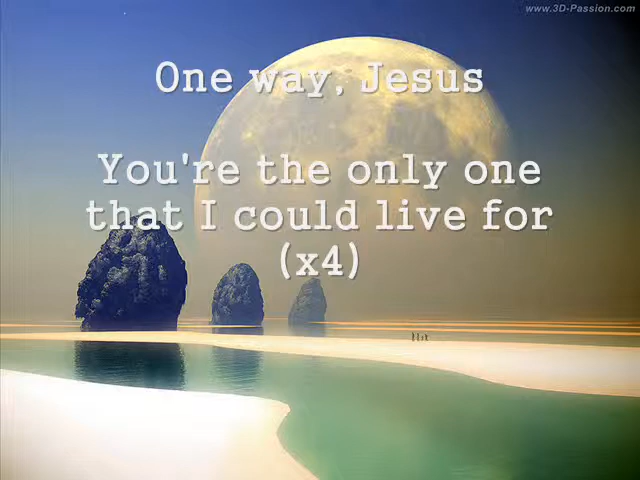 www.3D-Passion.com
One way, Jesus
You're the only one
that I could live for
(x4)